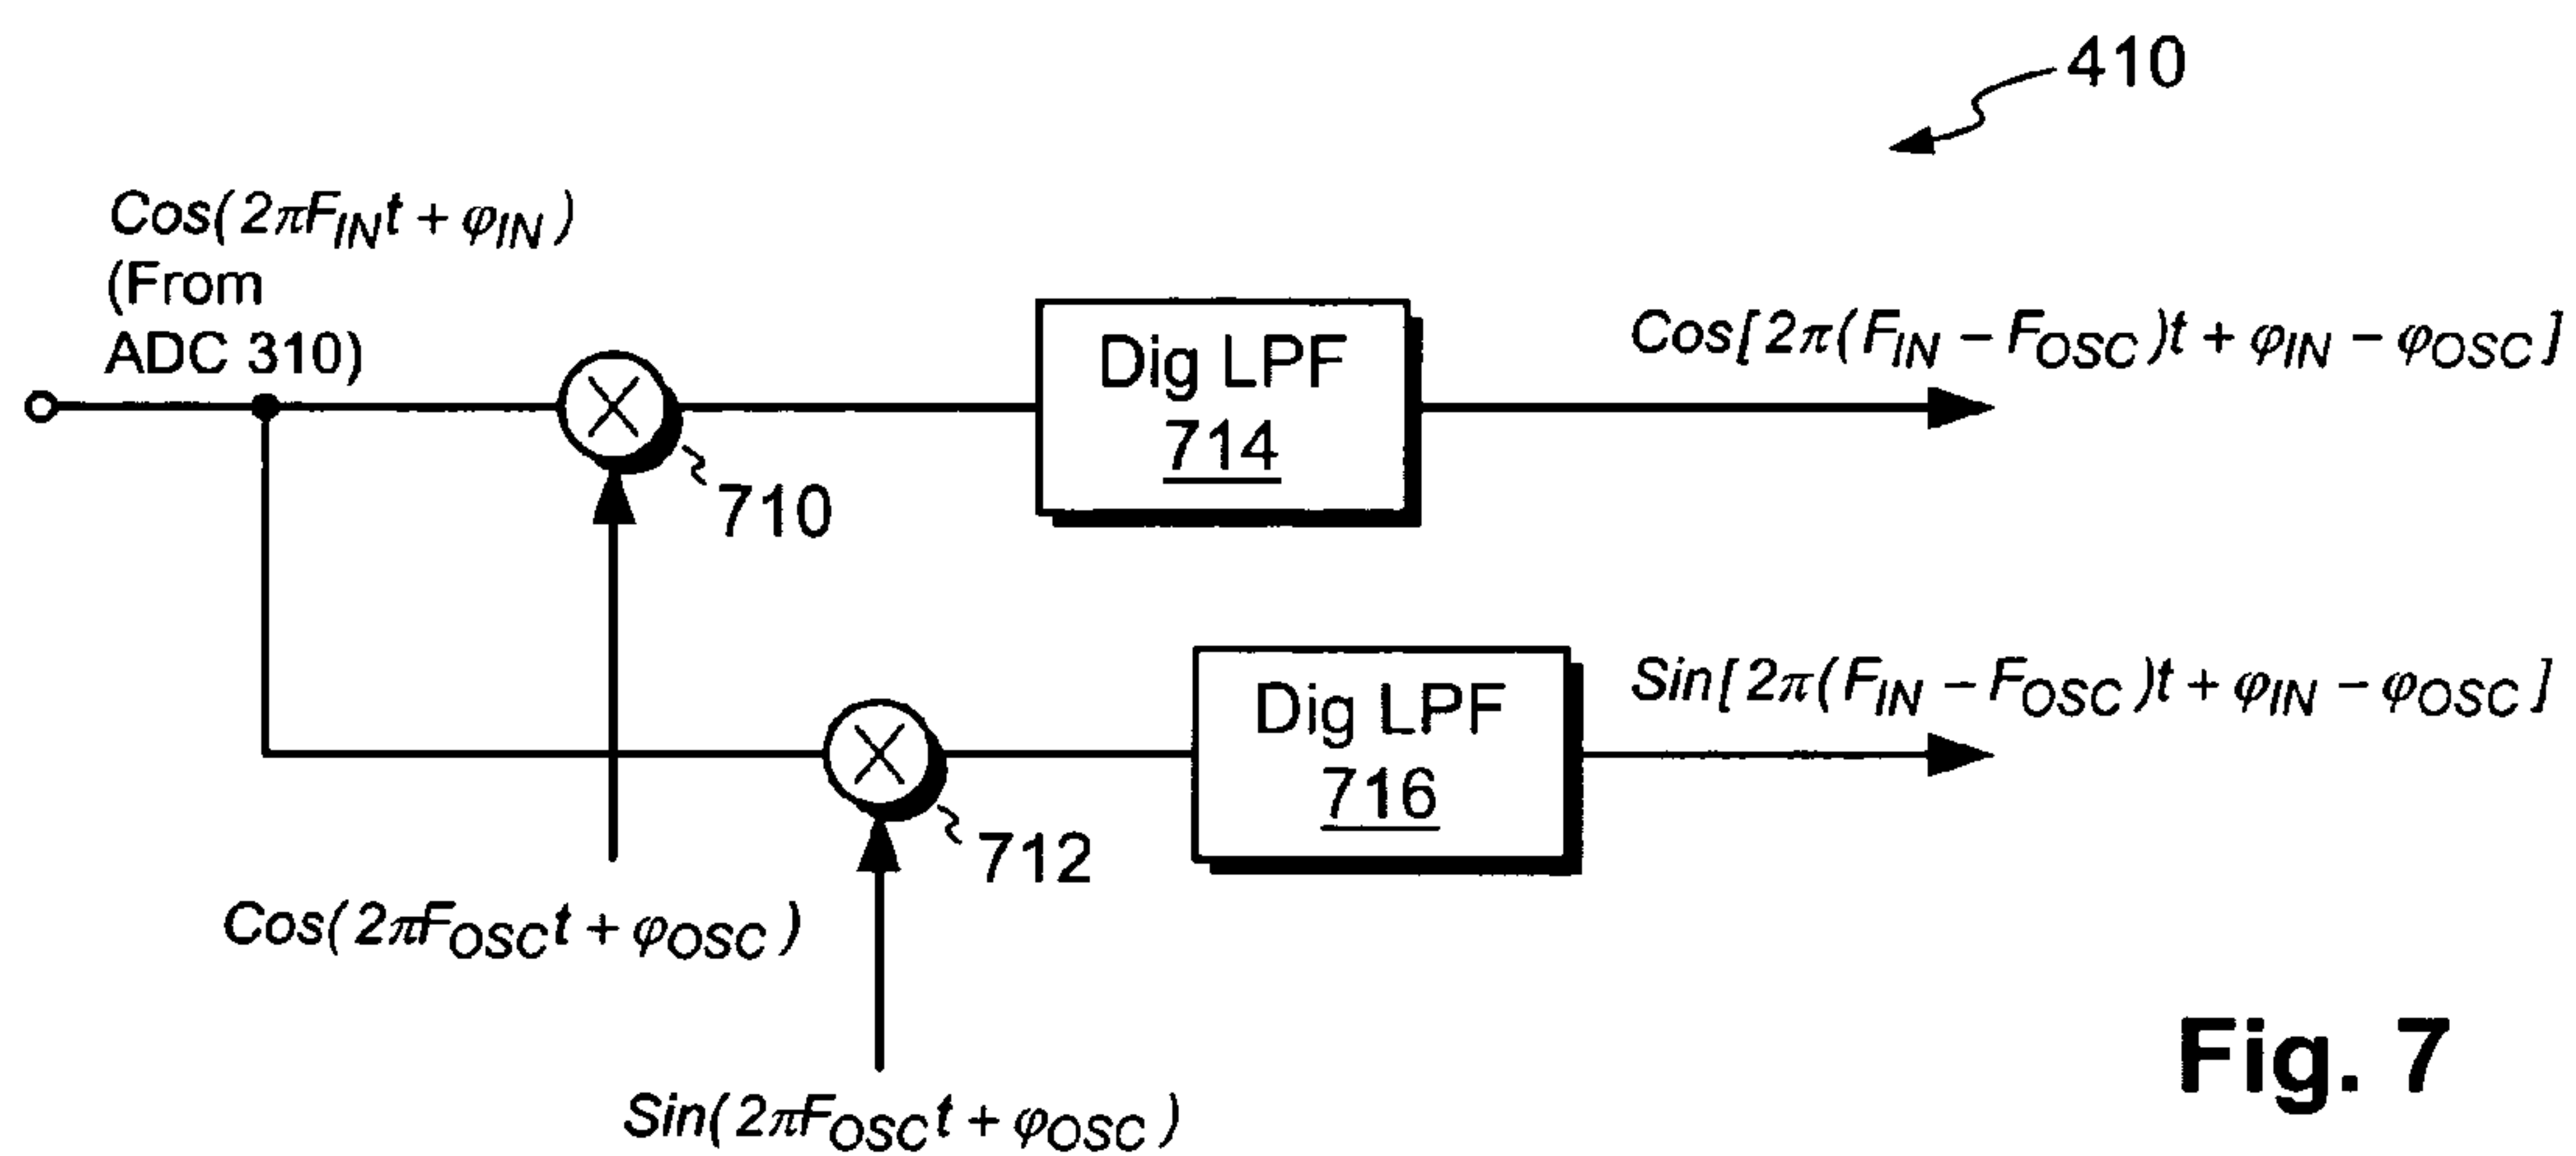 410
Cos(2πF_IN t + φ_IN)
(From
ADC 310)
Dig LPF
714
Cos[2π(F_IN − F_OSC)t + φ_IN − φ_OSC]
710
Dig LPF
716
Sin[2π(F_IN − F_OSC)t + φ_IN − φ_OSC]
712
Cos(2πF_OSC t + φ_OSC)
Sin(2πF_OSC t + φ_OSC)
Fig. 7